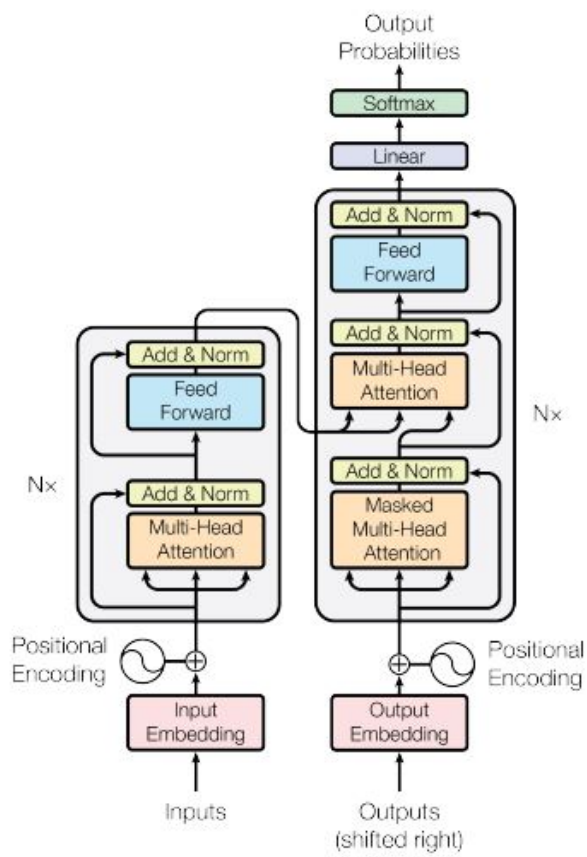 Output
Probabilities
Softmax
Linear
Add & Norm
Feed
Forward
Add & Norm
Multi-Head
Attention
Add & Norm
Masked
Multi-Head
Attention
Nx
Add & Norm
Feed
Forward
Add & Norm
Multi-Head
Attention
Nx
Positional
Encoding
Positional
Encoding
Input
Embedding
Output
Embedding
Inputs
Outputs
(shifted right)